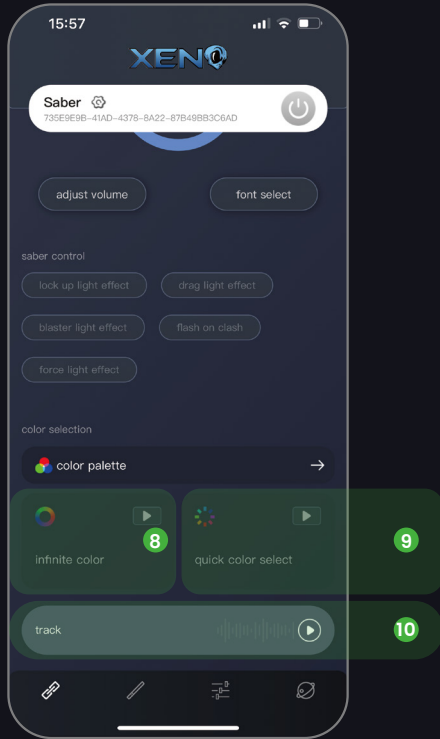 15:57
XENO
Saber
735E9E9B-41AD-4378-8A22-87B49BB3C6AD
adjust volume
font select
saber control
lock up light effect
drag light effect
blaster light effect
flash on clash
force light effect
color selection
color palette
8
9
infinite color
quick color select
track
10